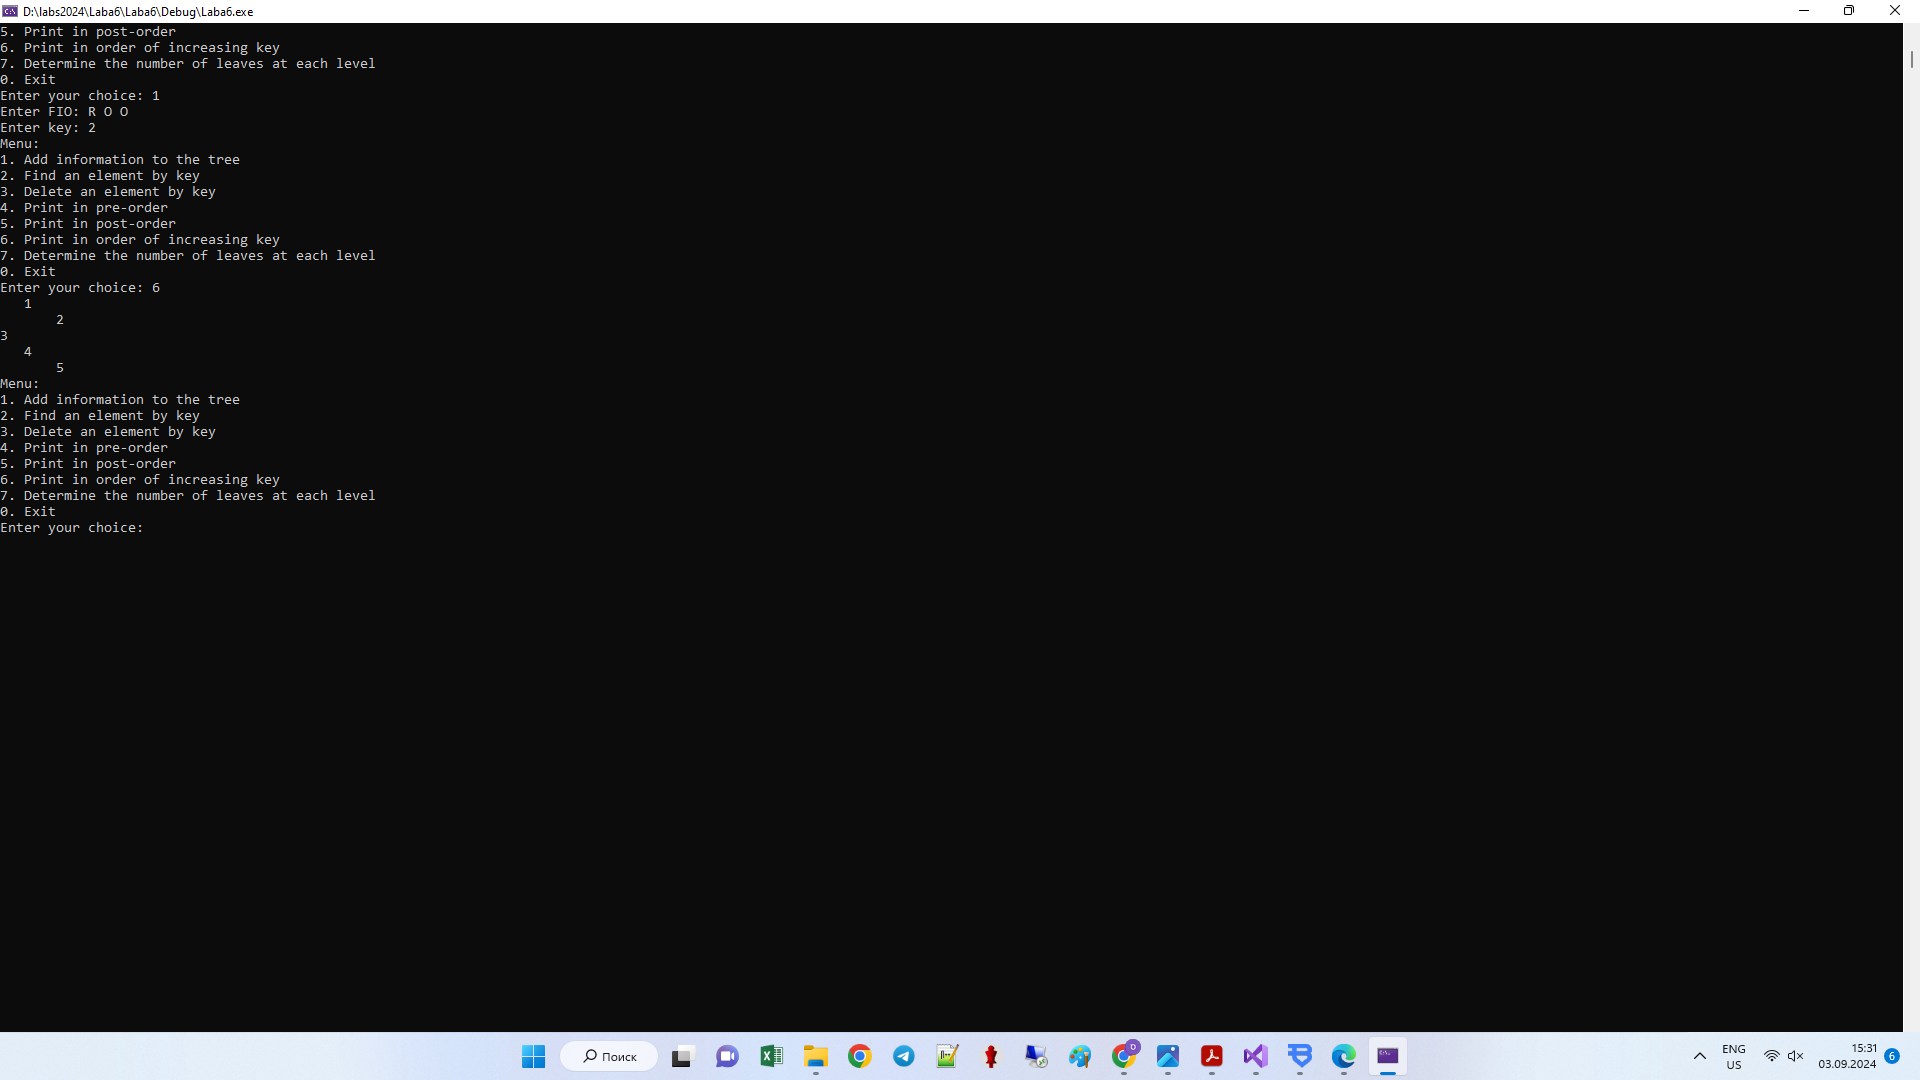 D:\labs2024\Laba6\Laba6\Debug\Laba6.exe
5. Print in post-order
6. Print in order of increasing key
7. Determine the number of leaves at each level
0. Exit
Enter your choice: 1
Enter FIO: R O O
Enter key: 2
Menu:
1. Add information to the tree
2. Find an element by key
3. Delete an element by key
4. Print in pre-order
5. Print in post-order
6. Print in order of increasing key
7. Determine the number of leaves at each level
0. Exit
Enter your choice: 6
   1
       2
3
   4
       5
Menu:
1. Add information to the tree
2. Find an element by key
3. Delete an element by key
4. Print in pre-order
5. Print in post-order
6. Print in order of increasing key
7. Determine the number of leaves at each level
0. Exit
Enter your choice:
Поиск
ENG
US
15:31
03.09.2024
6